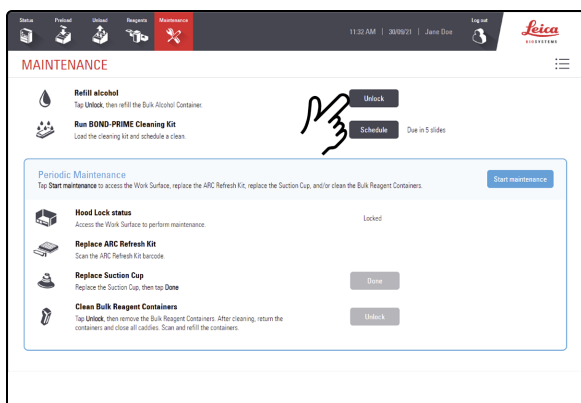 Status Preload Unload Reagents Maintenance
11:32 AM | 30/09/21 | Jane Doe
Log out
Leica
BIOSYSTEMS
MAINTENANCE
Refill alcohol
Tap Unlock, then refill the Bulk Alcohol Container.
Unlock
Run BOND-PRIME Cleaning Kit
Load the cleaning kit and schedule a clean.
Schedule
Due in 5 slides
Periodic Maintenance
Tap Start maintenance to access the Work Surface, replace the ARC Refresh Kit, replace the Suction Cup, and/or clean the Bulk Reagent Containers.
Start maintenance
Hood Lock status
Access the Work Surface to perform maintenance.
Locked
Replace ARC Refresh Kit
Scan the ARC Refresh Kit barcode.
Replace Suction Cup
Replace the Suction Cup, then tap Done
Done
Clean Bulk Reagent Containers
Tap Unlock, then remove the Bulk Reagent Containers. After cleaning, return the
containers and close all caddies. Scan and refill the containers.
Unlock